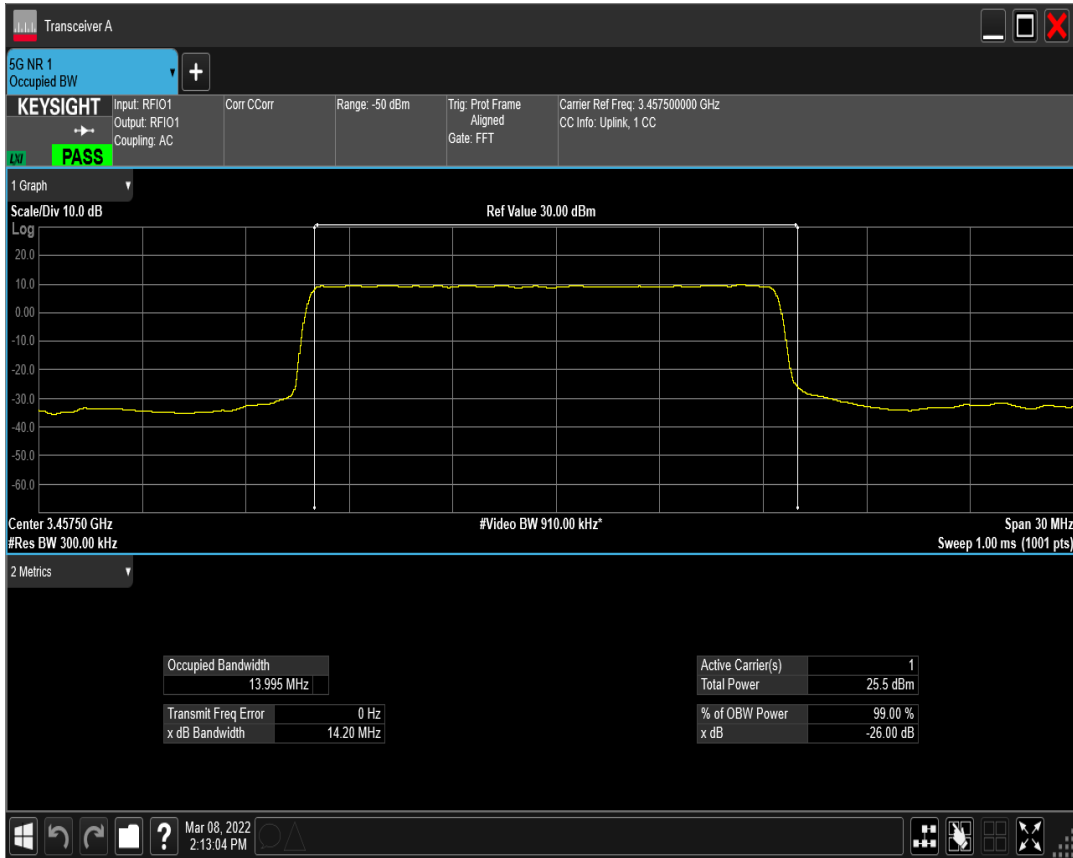 Transceiver A
5G NR 1
Occupied BW
+
KEYSIGHT
LXI
PASS
Input: RFIO1
Output: RFIO1
Coupling: AC
Corr CCorr
Range: -50 dBm
Trig: Prot Frame
Aligned
Gate: FFT
Carrier Ref Freq: 3.457500000 GHz
CC Info: Uplink, 1 CC
1 Graph
Scale/Div 10.0 dB
Ref Value 30.00 dBm
Log
20.0
10.0
0.00
-10.0
-20.0
-30.0
-40.0
-50.0
-60.0
Center 3.45750 GHz
#Video BW 910.00 kHz*
Span 30 MHz
#Res BW 300.00 kHz
Sweep 1.00 ms (1001 pts)
2 Metrics
Occupied Bandwidth
13.995 MHz
Transmit Freq Error 0 Hz
x dB Bandwidth 14.20 MHz
Active Carrier(s) 1
Total Power 25.5 dBm
% of OBW Power 99.00 %
x dB -26.00 dB
?
Mar 08, 2022
2:13:04 PM